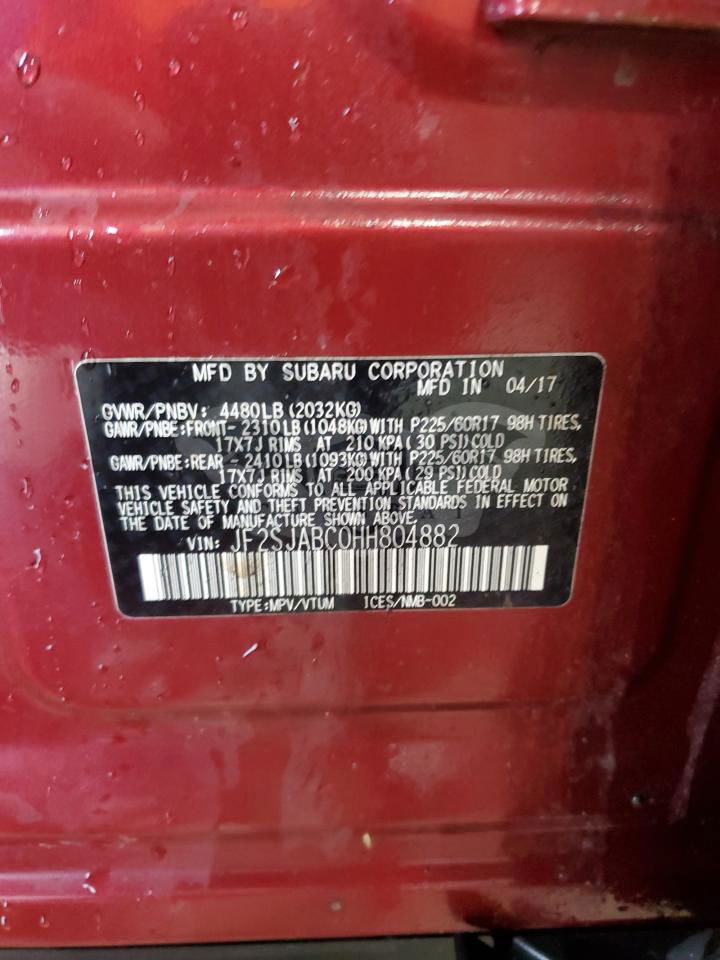 MFD BY SUBARU CORPORATION
MFD IN 04/17
GVWR/PNBV: 4480LB(2032KG)
GAWR/PNBE:FRONT- 2310LB(1048KG)WITH P225/60R17 98H TIRES,
17X7J RIMS AT 210 KPA(30 PSI)COLD
GAWR/PNBE:REAR - 2410LB(1093KG)WITH P225/60R17 98H TIRES,
17X7J RIMS AT 200 KPA(29 PSI)COLD
THIS VEHICLE CONFORMS TO ALL APPLICABLE FEDERAL MOTOR
VEHICLE SAFETY AND THEFT PREVENTION STANDARDS IN EFFECT ON
THE DATE OF MANUFACTURE SHOWN ABOVE.
VIN: JF2SJABC0HH804882
TYPE:MPV/VTUM ICES/NMB-002